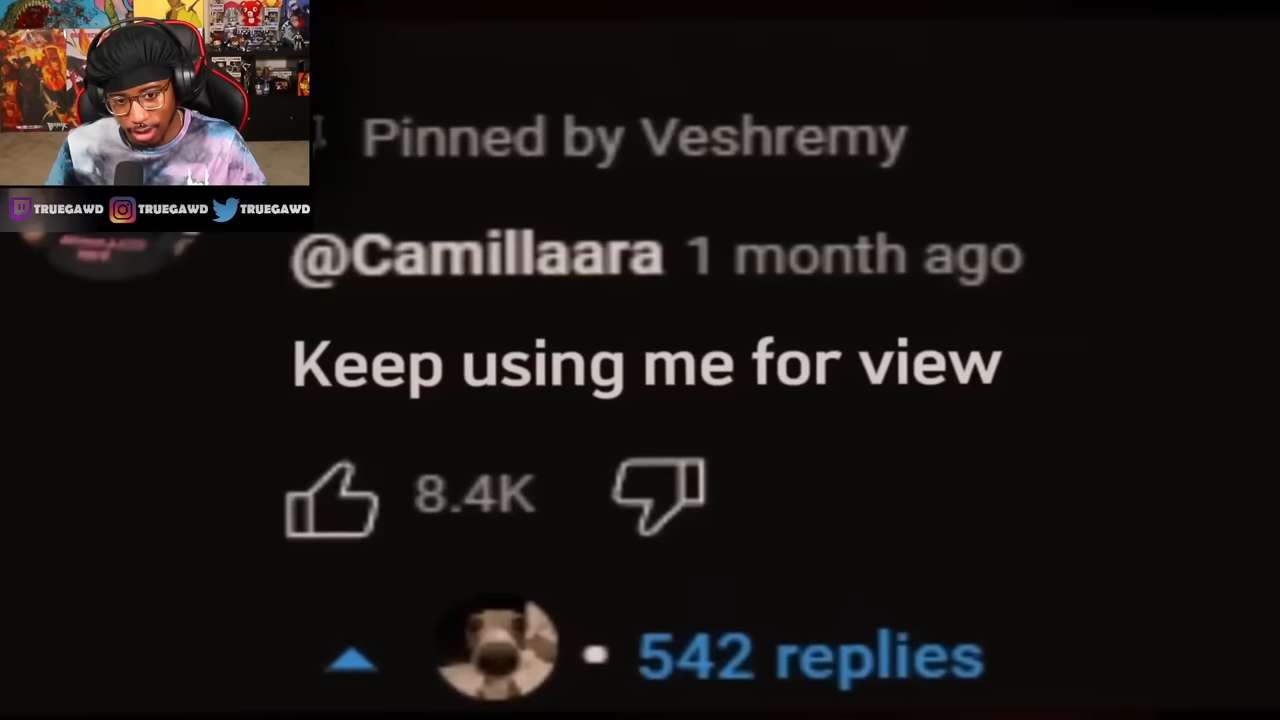 TRUEGAWD TRUEGAWD TRUEGAWD
Pinned by Veshremy
@Camillaara 1 month ago
Keep using me for view
8.4K
542 replies